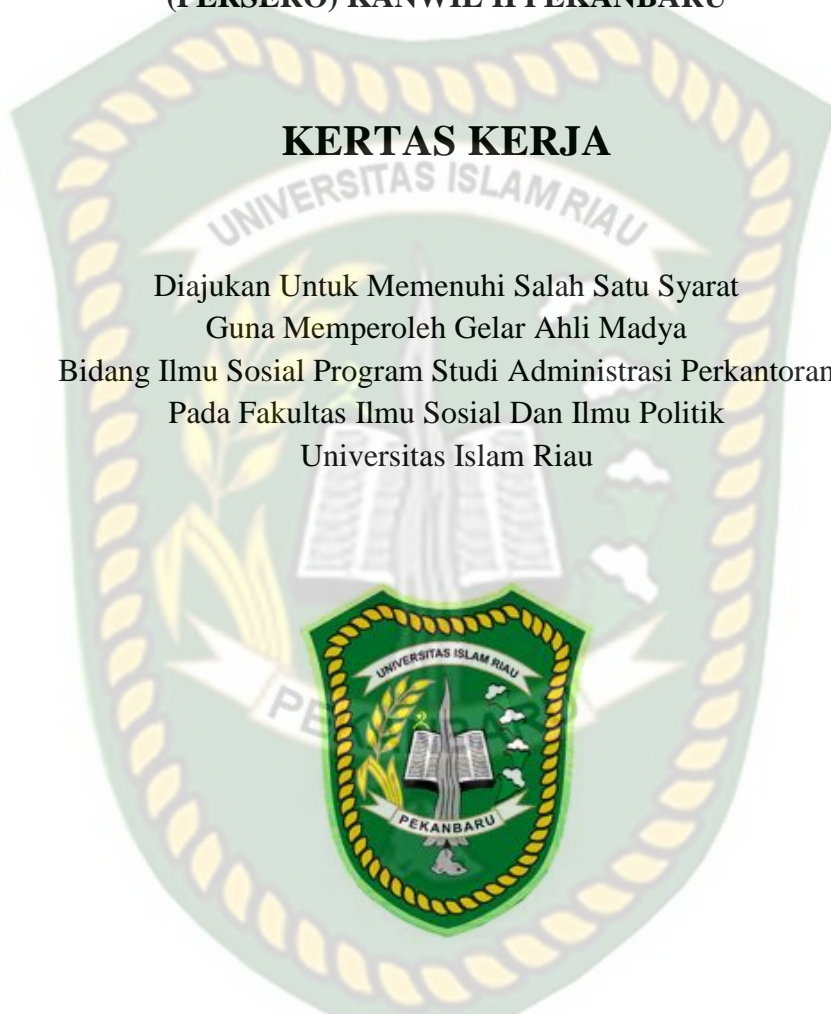 (PERSERO) KANWIL II PEKANBARU
KERTAS KERJA
UNIVERSITAS ISLAM RIAU
Diajukan Untuk Memenuhi Salah Satu Syarat
Guna Memperoleh Gelar Ahli Madya
Bidang Ilmu Sosial Program Studi Administrasi Perkantoran
Pada Fakultas Ilmu Sosial Dan Ilmu Politik
Universitas Islam Riau
UNIVERSITAS ISLAM RIAU
PEKANBARU
PEKANBARU